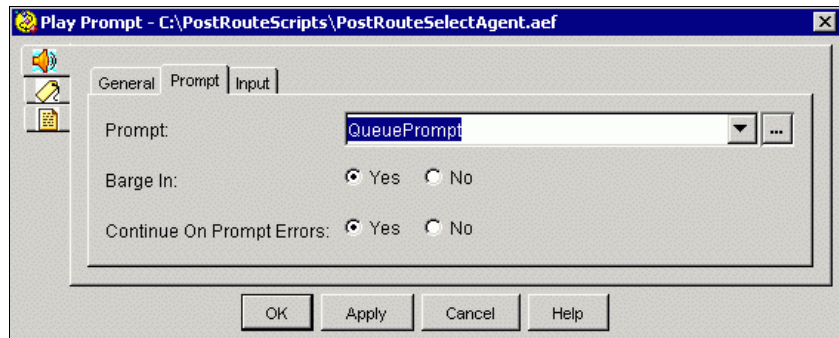 Play Prompt - C:\PostRouteScripts\PostRouteSelectAgent.aef
General Prompt Input
Prompt: QueuePrompt ...
Barge In: Yes No
Continue On Prompt Errors: Yes No
OK Apply Cancel Help